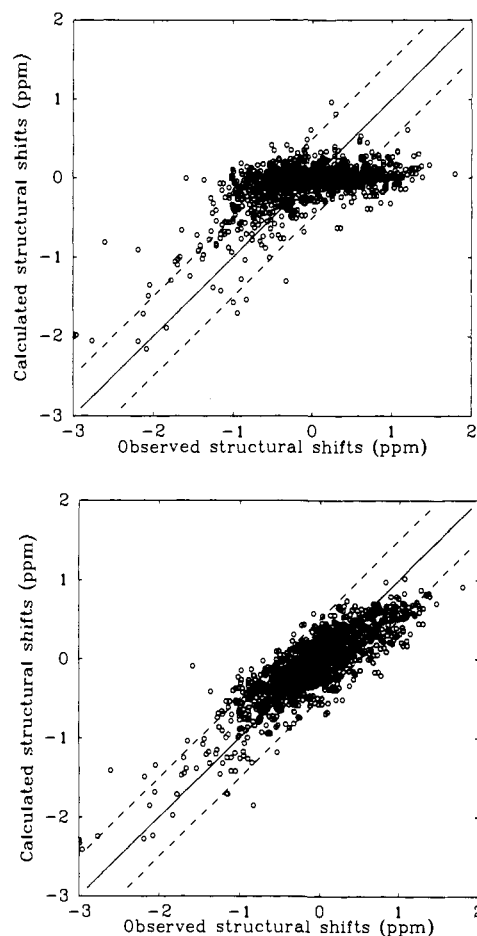 2
1
0
-1
-2
-3
Calculated structural shifts (ppm)
-3 -2 -1 0 1 2
Observed structural shifts (ppm)
2
1
0
-1
-2
-3
Calculated structural shifts (ppm)
-3 -2 -1 0 1 2
Observed structural shifts (ppm)